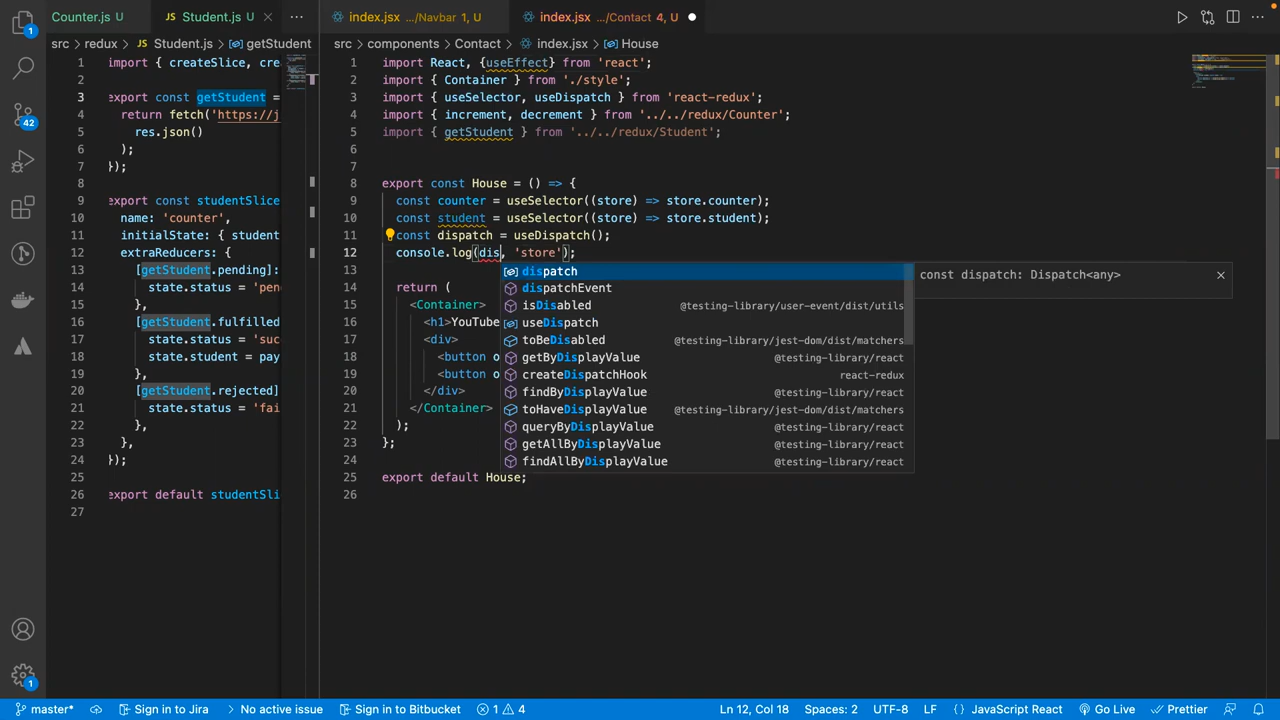 Counter.js U
Student.js U
index.jsx .../Navbar 1, U
index.jsx .../Contact 4, U
src > redux > JS Student.js > getStudent
src > components > Contact > index.jsx > House
1 import { createSlice, cre
2
3 export const getStudent =
4 return fetch('https://j
5 res.json()
6 );
7 });
8
9 export const studentSlice
10 name: 'counter',
11 initialState: { student
12 extraReducers: {
13 [getStudent.pending]:
14 state.status = 'pen
15 },
16 [getStudent.fulfilled
17 state.status = 'suc
18 state.student = pay
19 },
20 [getStudent.rejected]
21 state.status = 'fai
22 },
23 },
24 });
25
26 export default studentSli
27
1 import React, {useEffect} from 'react';
2 import { Container } from './style';
3 import { useSelector, useDispatch } from 'react-redux';
4 import { increment, decrement } from '../../redux/Counter';
5 import { getStudent } from '../../redux/Student';
6
7
8 export const House = () => {
9 const counter = useSelector((store) => store.counter);
10 const student = useSelector((store) => store.student);
11 const dispatch = useDispatch();
12 console.log(dis, 'store');
13
14 return (
15 <Container>
16 <h1>YouTube
17 <div>
18 <button o
19 <button o
20 </div>
21 </Container>
22 );
23 };
24
25 export default House;
26
dispatch
dispatchEvent
isDisabled @testing-library/user-event/dist/utils
useDispatch
toBeDisabled @testing-library/jest-dom/dist/matchers
getByDisplayValue @testing-library/react
createDispatchHook react-redux
findByDisplayValue @testing-library/react
toHaveDisplayValue @testing-library/jest-dom/dist/matchers
queryByDisplayValue @testing-library/react
getAllByDisplayValue @testing-library/react
findAllByDisplayValue @testing-library/react
const dispatch: Dispatch<any>
1
42
1
master* Sign in to Jira No active issue Sign in to Bitbucket 1 4 Ln 12, Col 18 Spaces: 2 UTF-8 LF {} JavaScript React Go Live Prettier